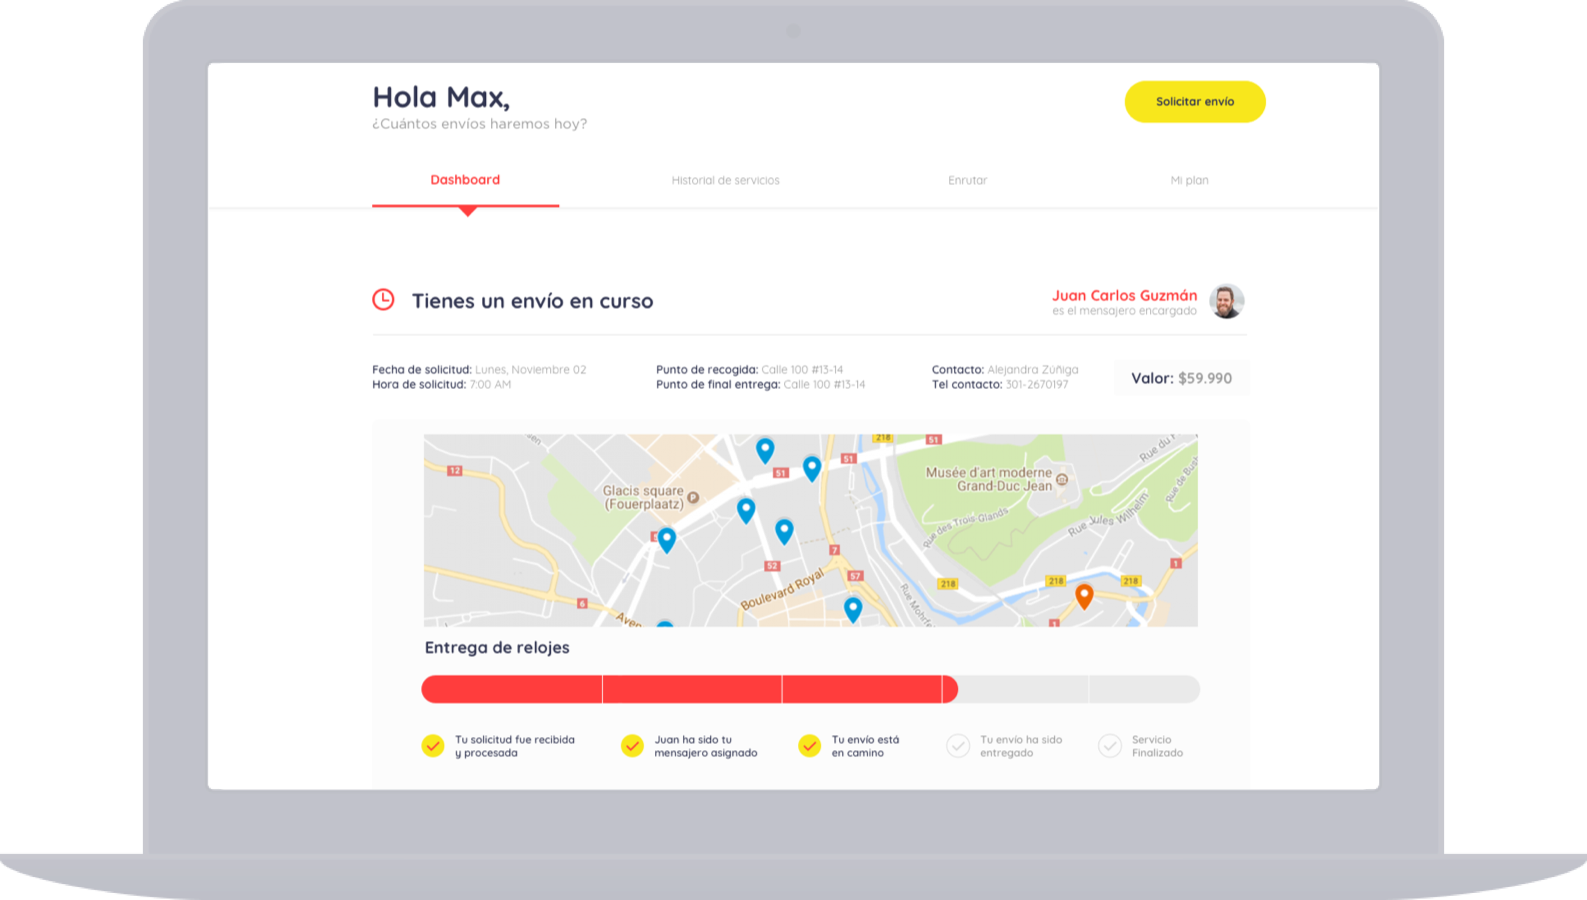 Hola Max,
Solicitar envío
¿Cuántos envíos haremos hoy?
Dashboard
Historial de servicios
Enrutar
Mi plan
Tienes un envío en curso
Juan Carlos Guzmán
es el mensajero encargado
Fecha de solicitud: Lunes, Noviembre 02
Hora de solicitud: 7:00 AM
Punto de recogida: Calle 100 #13-14
Punto de final entrega: Calle 100 #13-14
Contacto: Alejandra Zúñiga
Tel contacto: 301-2670197
Valor: $59.990
218
51
51
51
12
Glacis square
(Fouerplaatz)
P
Musée d'art moderne
Grand-Duc Jean
Rue du
Rue de
Rue des Trois Glands
Rue Jules Wilhelm
7
52
57
Boulevard Royal
218
218
218
1
6
1
Rue
Entrega de relojes
Tu solicitud fue recibida
y procesada
Juan ha sido tu
mensajero asignado
Tu envío está
en camino
Tu envío ha sido
entregado
Servicio
Finalizado